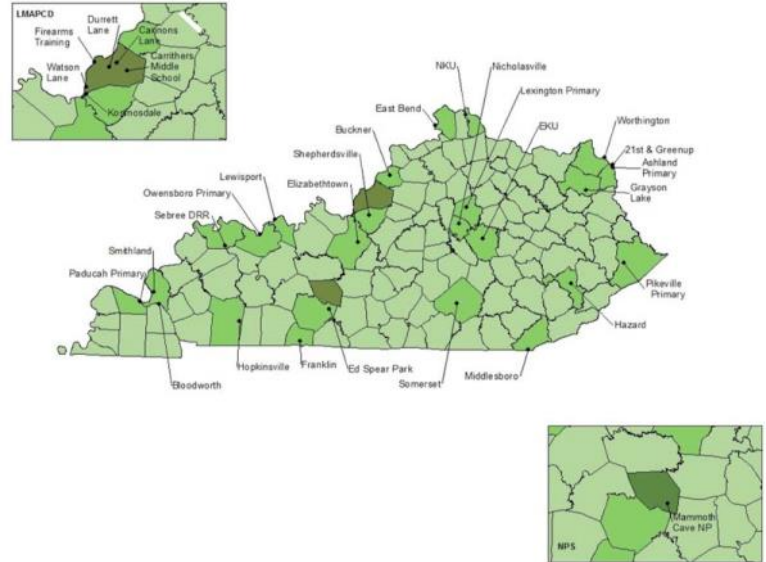 LMAPCD
Durrett
Lane
Firearms
Training
Cannons
Lane
Watson
Lane
Carrithers
Middle
School
Kosmosdale
NKU
Nicholasville
Lexington Primary
East Bend
EKU
Worthington
Buckner
21st & Greenup
Ashland
Primary
Shepherdsville
Grayson
Lake
Elizabethtown
Lewisport
Owensboro Primary
Sebree DRR
Smithland
Paducah Primary
Pikeville
Primary
Hazard
Hopkinsville
Franklin
Ed Spear Park
Middlesboro
Somerset
Bloodworth
Mammoth
Cave NP
NPS